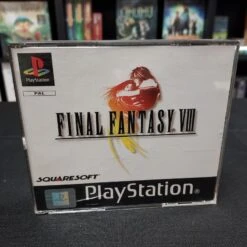 PlayStation
PAL
FINAL FANTASY VIII
SQUARESOFT
PlayStation®